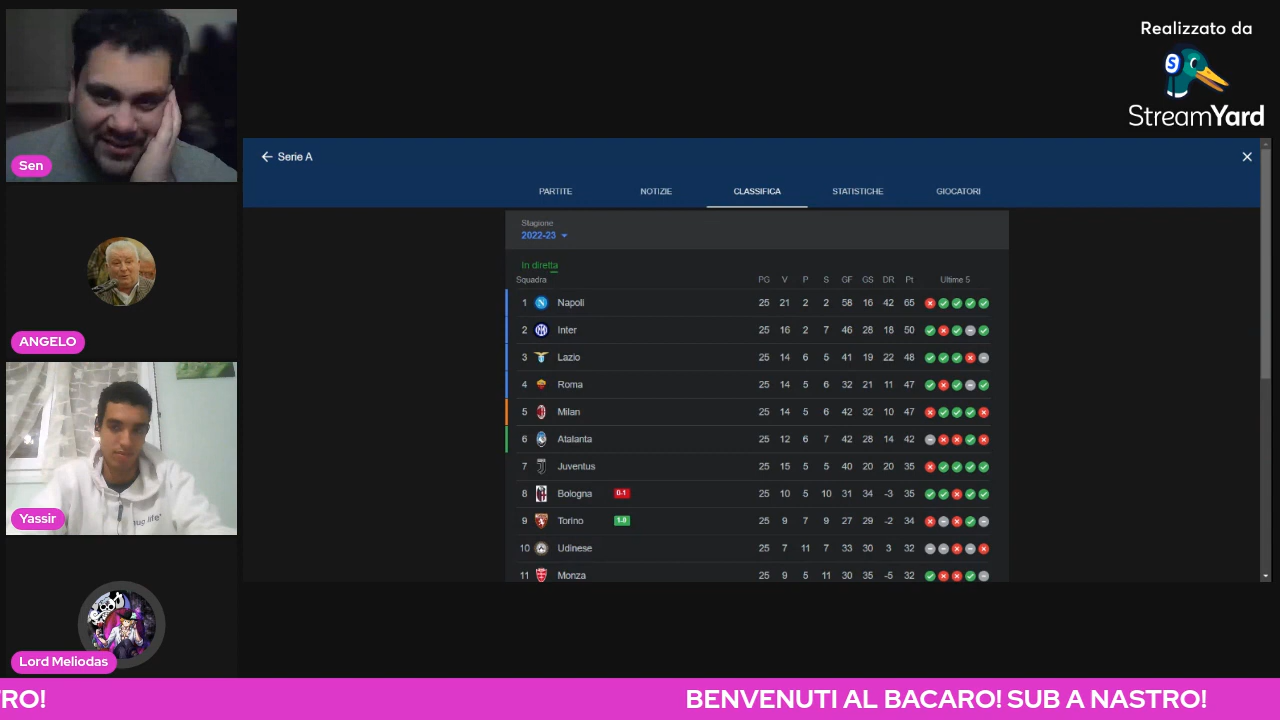 Realizzato da
S
StreamYard
Sen
ANGELO
Yassir
Lord Meliodas
Serie A
PARTITE NOTIZIE CLASSIFICA STATISTICHE GIOCATORI
Stagione
2022-23
In diretta
Squadra PG V P S GF GS DR Pt Ultime 5
1 Napoli 25 21 2 2 58 16 42 65
2 Inter 25 16 2 7 46 28 18 50
3 Lazio 25 14 6 5 41 19 22 48
4 Roma 25 14 5 6 32 21 11 47
5 Milan 25 14 5 6 42 32 10 47
6 Atalanta 25 12 6 7 42 28 14 42
7 Juventus 25 15 5 5 40 20 20 35
8 Bologna 0-1 25 10 5 10 31 34 -3 35
9 Torino 1-0 25 9 7 9 27 29 -2 34
10 Udinese 25 7 11 7 33 30 3 32
11 Monza 25 9 5 11 30 35 -5 32
TRO! BENVENUTI AL BACARO! SUB A NASTRO!